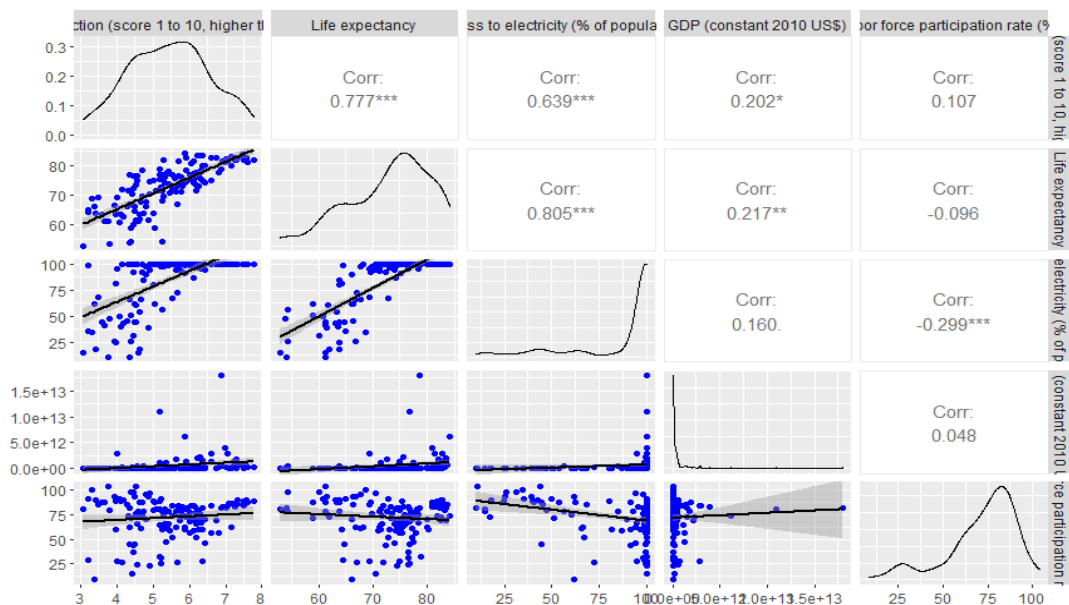 ction (score 1 to 10, higher th
Life expectancy
ss to electricity (% of popula
GDP (constant 2010 US$)
or force participation rate (%
0.3
0.2
0.1
0.0
Corr:
0.777***
Corr:
0.639***
Corr:
0.202*
Corr:
0.107
(score 1 to 10, hig
80
70
60
Corr:
0.805***
Corr:
0.217**
Corr:
-0.096
Life expectancy
100
75
50
25
Corr:
0.160.
Corr:
-0.299***
electricity (% of p
1.5e+13
1.0e+13
5.0e+12
0.0e+00
Corr:
0.048
(constant 2010 U
100
75
50
25
ce participation r
3 4 5 6 7 8
60 70 80
25 50 75 100
5.0e+12 1.0e+13 1.5e+13
25 50 75 100